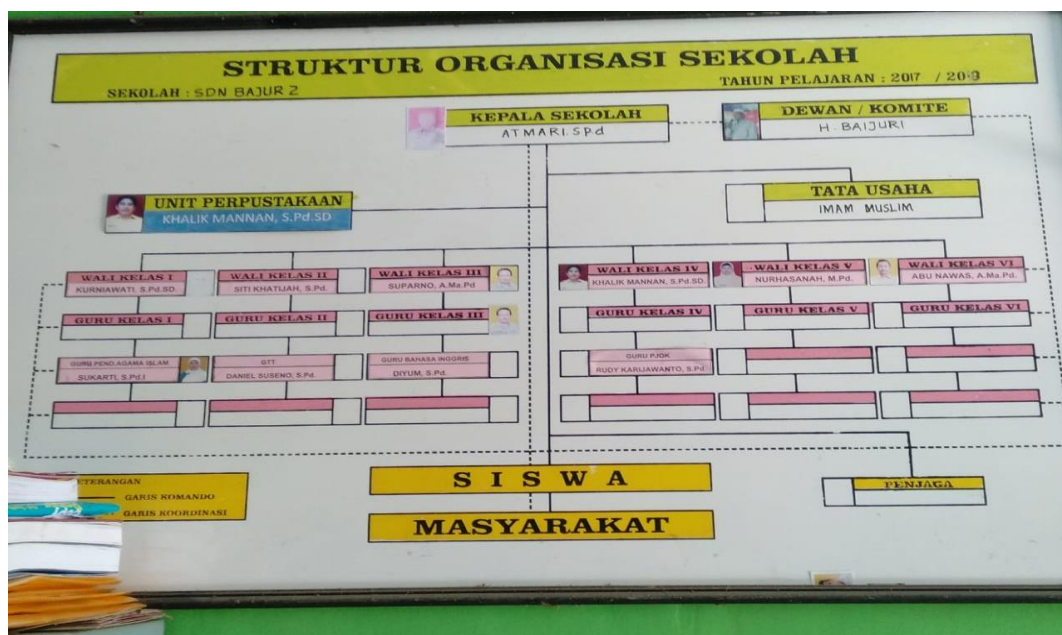 STRUKTUR ORGANISASI SEKOLAH
SEKOLAH : SDN BAJUR 2
TAHUN PELAJARAN : 2017 / 2018
KEPALA SEKOLAH
ATMARI.SPd
DEWAN / KOMITE
H. BAIJURI
UNIT PERPUSTAKAAN
KHALIK MANNAN, S.Pd.SD
TATA USAHA
IMAM MUSLIM
WALI KELAS I
KURNIAWATI, S.Pd.SD
WALI KELAS II
SITI KHATIJAH, S.Pd.
WALI KELAS III
SUPARNO, A.Ma.Pd
WALI KELAS IV
KHALIK MANNAN, S.Pd.SD.
WALI KELAS V
NURHASANAH, M.Pd.
WALI KELAS VI
ABU NAWAS, A.Ma.Pd.
GURU KELAS I
GURU KELAS II
GURU KELAS III
GURU KELAS IV
GURU KELAS V
GURU KELAS VI
GURU PEND.AGAMA ISLAM
SUKARTI, S.Pd.I
GTT
DANIEL SUSENO, S.Pd.
GURU BAHASA INGGRIS
DIYUM, S.Pd.
GURU PJOK
RUDY KARIJAWANTO, S.Pd
SISWA
MASYARAKAT
PENJAGA
ETERANGAN
GARIS KOMANDO
GARIS KOORDINASI